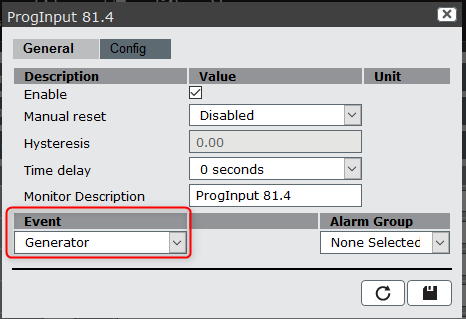 ProgInput 81.4
General Config
Description Value Unit
Enable
Manual reset Disabled
Hysteresis 0.00
Time delay 0 seconds
Monitor Description ProgInput 81.4
Event Alarm Group
Generator None Selected